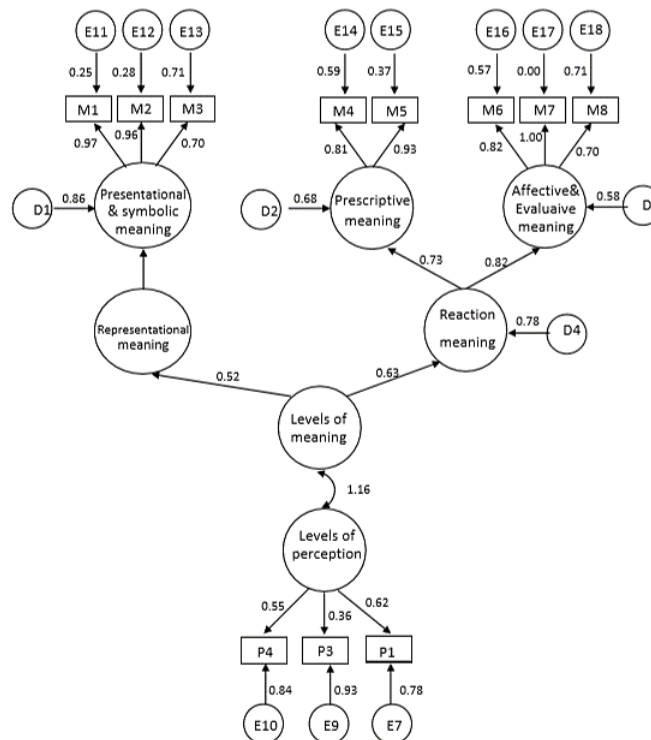 E11 E12 E13 E14 E15 E16 E17 E18
0.25 0.28 0.71 0.59 0.37 0.57 0.00 0.71
M1 M2 M3 M4 M5 M6 M7 M8
0.97 0.96 0.70 0.81 0.93 0.82 1.00 0.70
D1 0.86
Presentational
& symbolic
meaning
D2 0.68
Prescriptive
meaning
Affective&
Evaluaive
meaning
0.58 D
0.73 0.82
Representational
meaning
Reaction
meaning
0.78 D4
0.52 0.63
Levels of
meaning
1.16
Levels of
perception
0.55 0.36 0.62
P4 P3 P1
0.84 0.93 0.78
E10 E9 E7